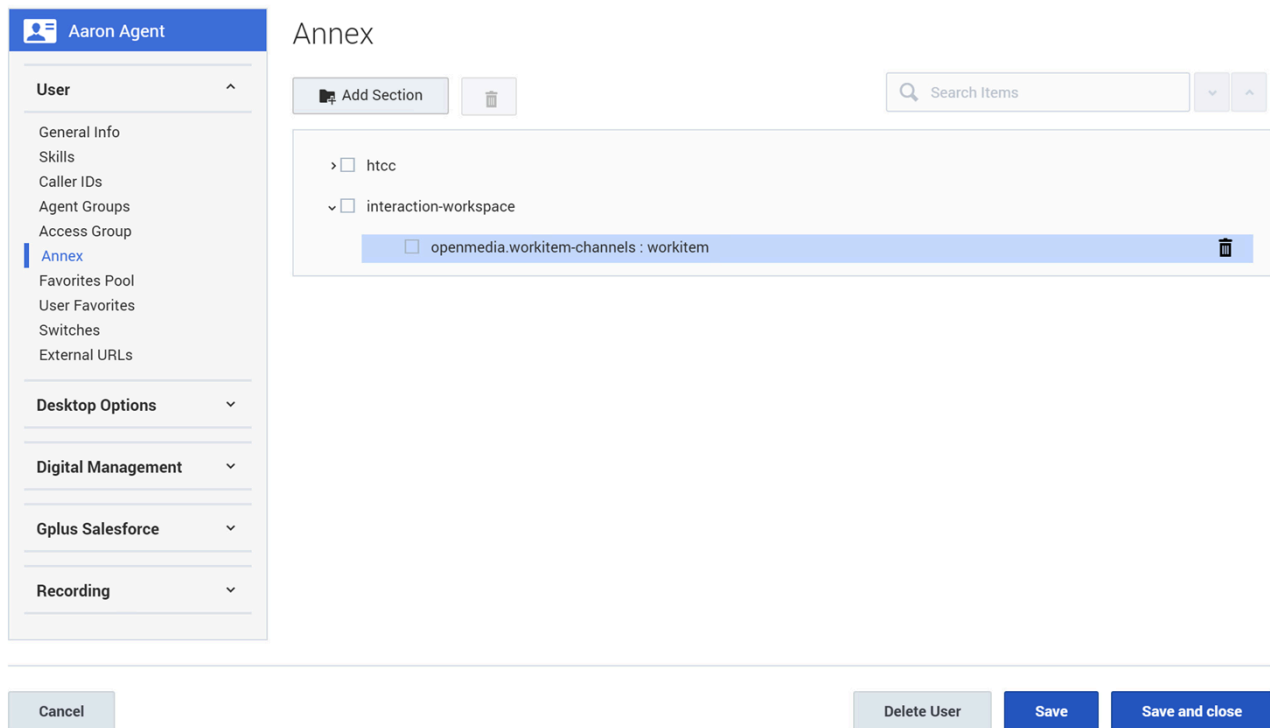 Aaron Agent
User
General Info
Skills
Caller IDs
Agent Groups
Access Group
Annex
Favorites Pool
User Favorites
Switches
External URLs
Desktop Options
Digital Management
Gplus Salesforce
Recording
Annex
Add Section
Search Items
htcc
interaction-workspace
openmedia.workitem-channels : workitem
Cancel
Delete User
Save
Save and close